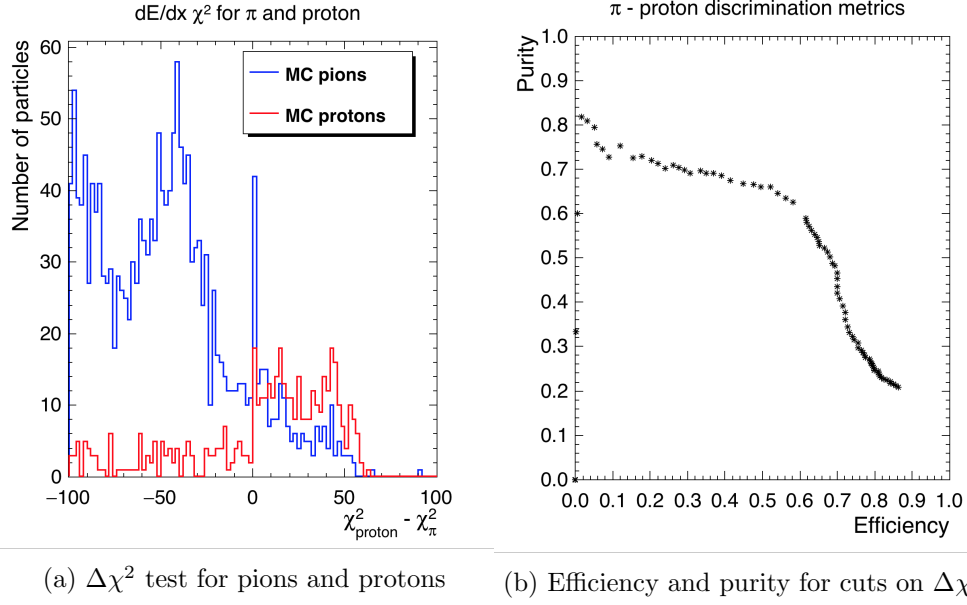 dE/dx χ² for π and proton
Number of particles
60
50
40
30
20
10
0
MC pions
MC protons
−100 −50 0 50 100
χ²proton - χ²π
(a) Δχ² test for pions and protons
π - proton discrimination metrics
Purity
1.0
0.9
0.8
0.7
0.6
0.5
0.4
0.3
0.2
0.1
0.0
0.0 0.1 0.2 0.3 0.4 0.5 0.6 0.7 0.8 0.9 1.0
Efficiency
(b) Efficiency and purity for cuts on Δχ